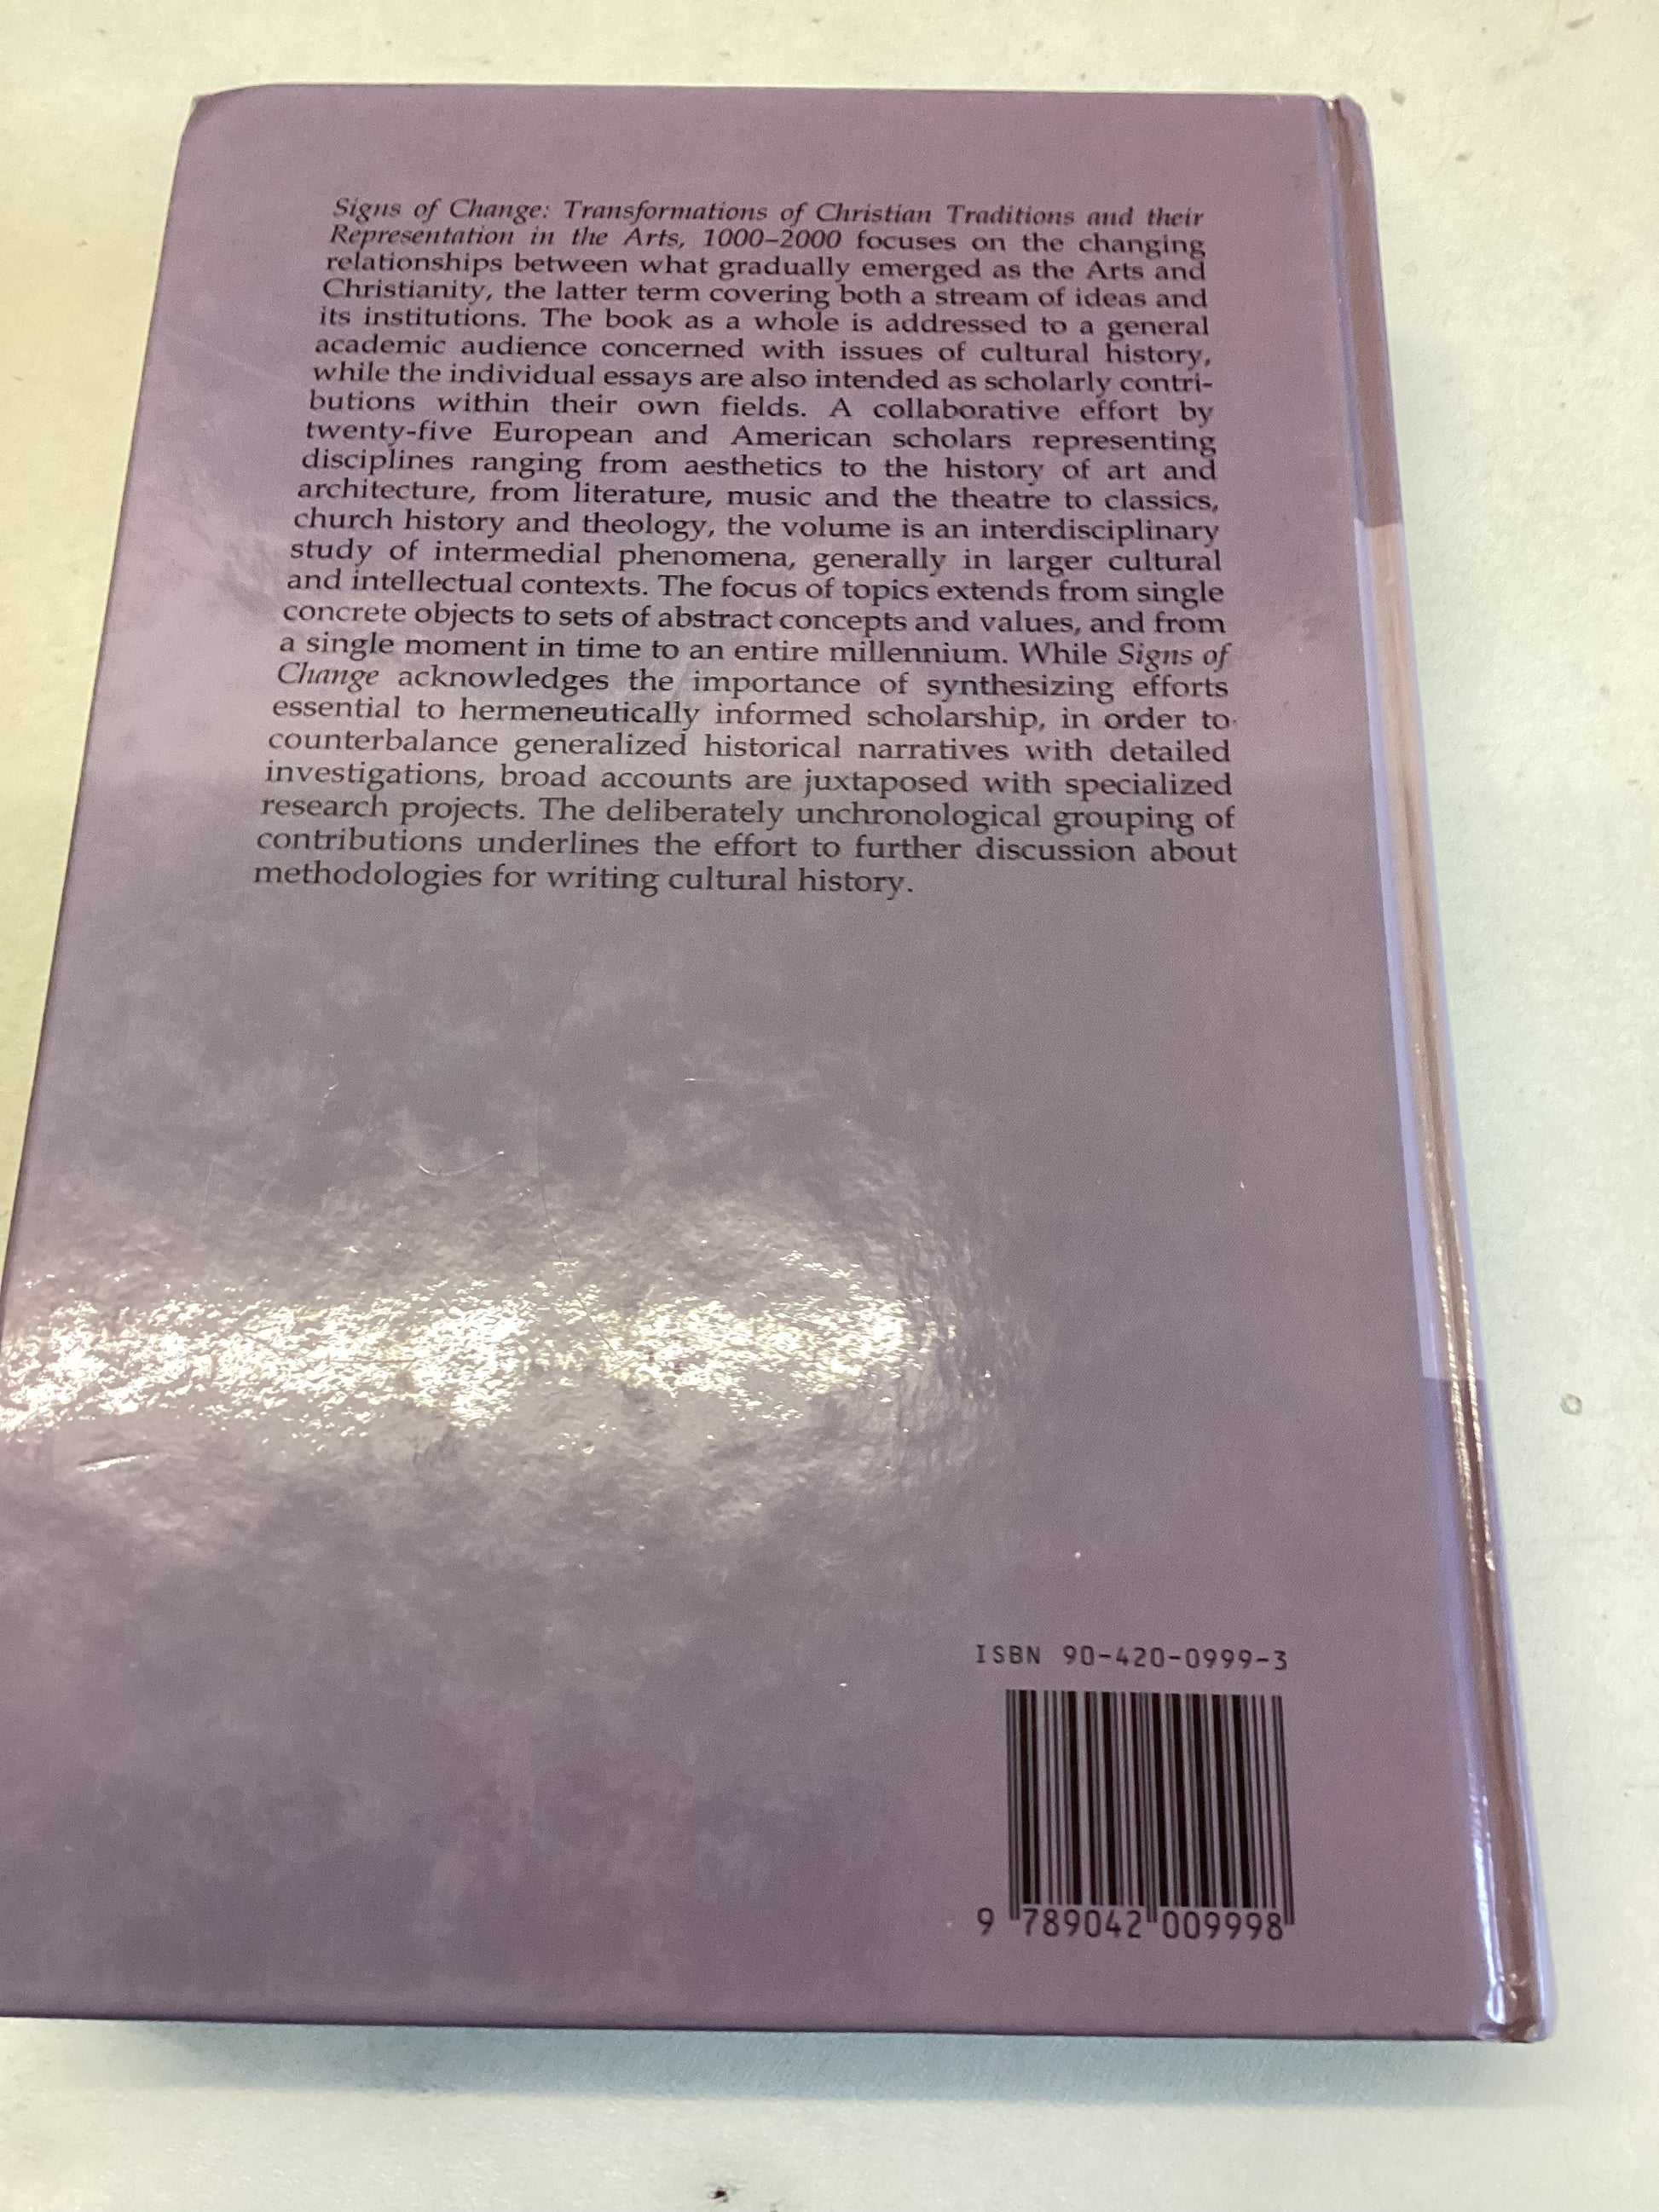 Signs of Change: Transformations of Christian Traditions and their
Representation in the Arts, 1000–2000 focuses on the changing
relationships between what gradually emerged as the Arts and
Christianity, the latter term covering both a stream of ideas and
its institutions. The book as a whole is addressed to a general
academic audience concerned with issues of cultural history,
while the individual essays are also intended as scholarly contri-
butions within their own fields. A collaborative effort by
twenty-five European and American scholars representing
disciplines ranging from aesthetics to the history of art and
architecture, from literature, music and the theatre to classics,
church history and theology, the volume is an interdisciplinary
study of intermedial phenomena, generally in larger cultural
and intellectual contexts. The focus of topics extends from single
concrete objects to sets of abstract concepts and values, and from
a single moment in time to an entire millennium. While Signs of
Change acknowledges the importance of synthesizing efforts
essential to hermeneutically informed scholarship, in order to
counterbalance generalized historical narratives with detailed
investigations, broad accounts are juxtaposed with specialized
research projects. The deliberately unchronological grouping of
contributions underlines the effort to further discussion about
methodologies for writing cultural history.
ISBN 90-420-0999-3
9 789042 009998